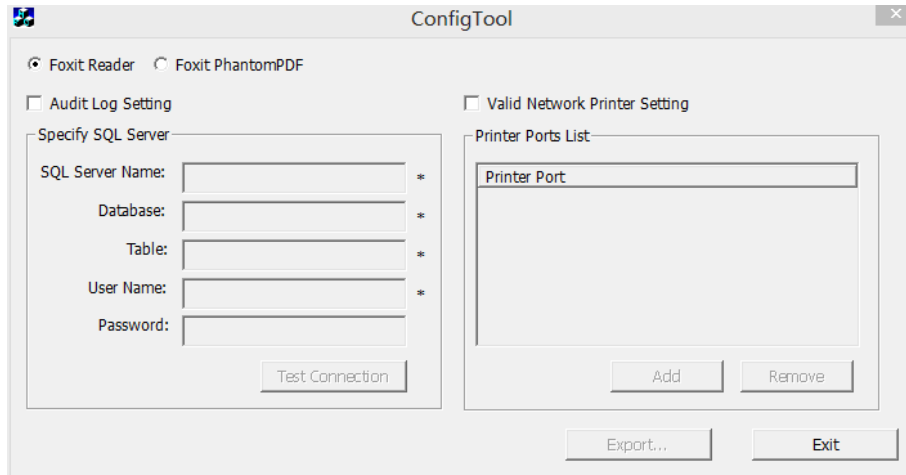 ConfigTool
Foxit Reader Foxit PhantomPDF
Audit Log Setting
Specify SQL Server
SQL Server Name: *
Database: *
Table: *
User Name: *
Password:
Test Connection
Valid Network Printer Setting
Printer Ports List
Printer Port
Add Remove
Export... Exit